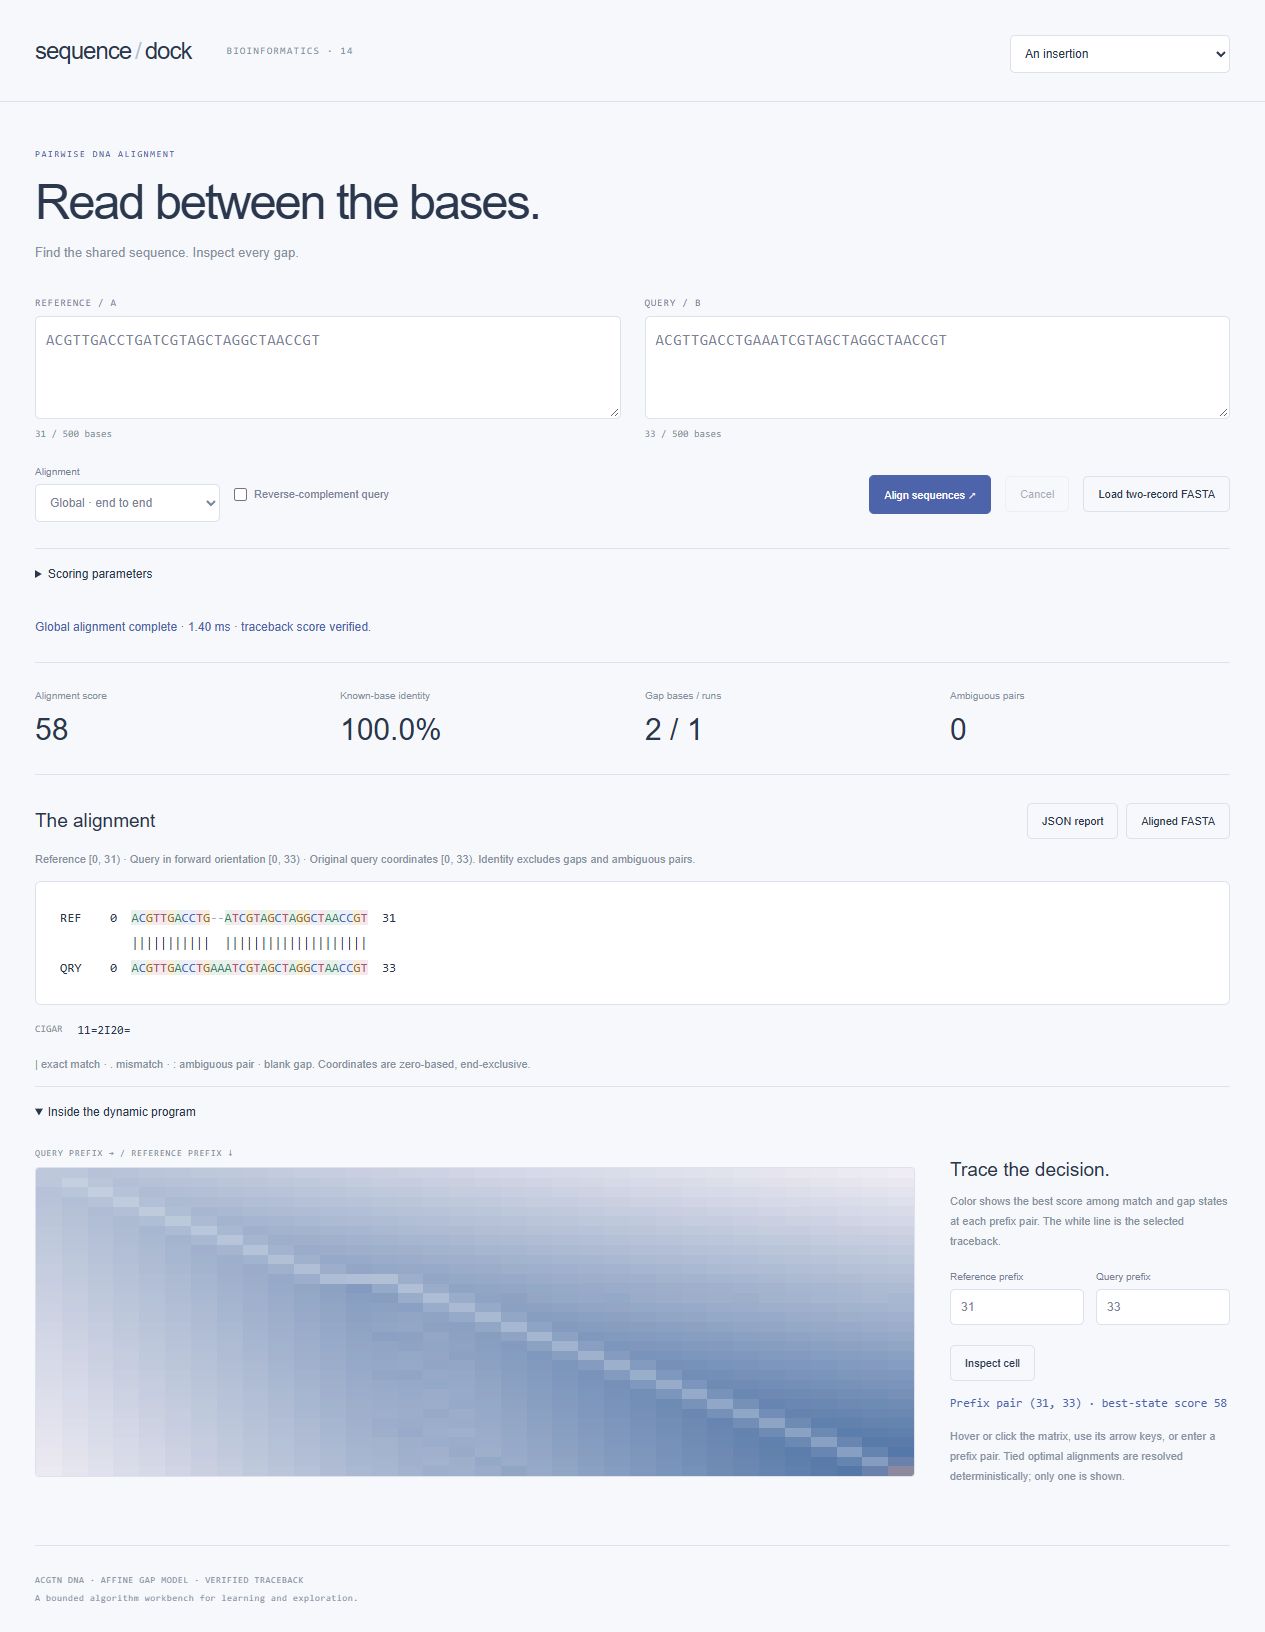 sequence / dock
BIOINFORMATICS · 14
An insertion
PAIRWISE DNA ALIGNMENT
Read between the bases.
Find the shared sequence. Inspect every gap.
REFERENCE / A
ACGTTGACCTGATCGTAGCTAGGCTAACCGT
31 / 500 bases
QUERY / B
ACGTTGACCTGAAATCGTAGCTAGGCTAACCGT
33 / 500 bases
Alignment
Global · end to end
Reverse-complement query
Align sequences ↗
Cancel
Load two-record FASTA
Scoring parameters
Global alignment complete · 1.40 ms · traceback score verified.
Alignment score
58
Known-base identity
100.0%
Gap bases / runs
2 / 1
Ambiguous pairs
0
The alignment
JSON report
Aligned FASTA
Reference [0, 31) · Query in forward orientation [0, 33) · Original query coordinates [0, 33). Identity excludes gaps and ambiguous pairs.
REF 0 ACGTTGACCTG--ATCGTAGCTAGGCTAACCGT 31
||||||||||| ||||||||||||||||||||
QRY 0 ACGTTGACCTGAAATCGTAGCTAGGCTAACCGT 33
CIGAR 11=2I20=
| exact match · . mismatch · : ambiguous pair · blank gap. Coordinates are zero-based, end-exclusive.
Inside the dynamic program
QUERY PREFIX → / REFERENCE PREFIX ↓
Trace the decision.
Color shows the best score among match and gap states
at each prefix pair. The white line is the selected
traceback.
Reference prefix
31
Query prefix
33
Inspect cell
Prefix pair (31, 33) · best-state score 58
Hover or click the matrix, use its arrow keys, or enter a
prefix pair. Tied optimal alignments are resolved
deterministically; only one is shown.
ACGTN DNA · AFFINE GAP MODEL · VERIFIED TRACEBACK
A bounded algorithm workbench for learning and exploration.